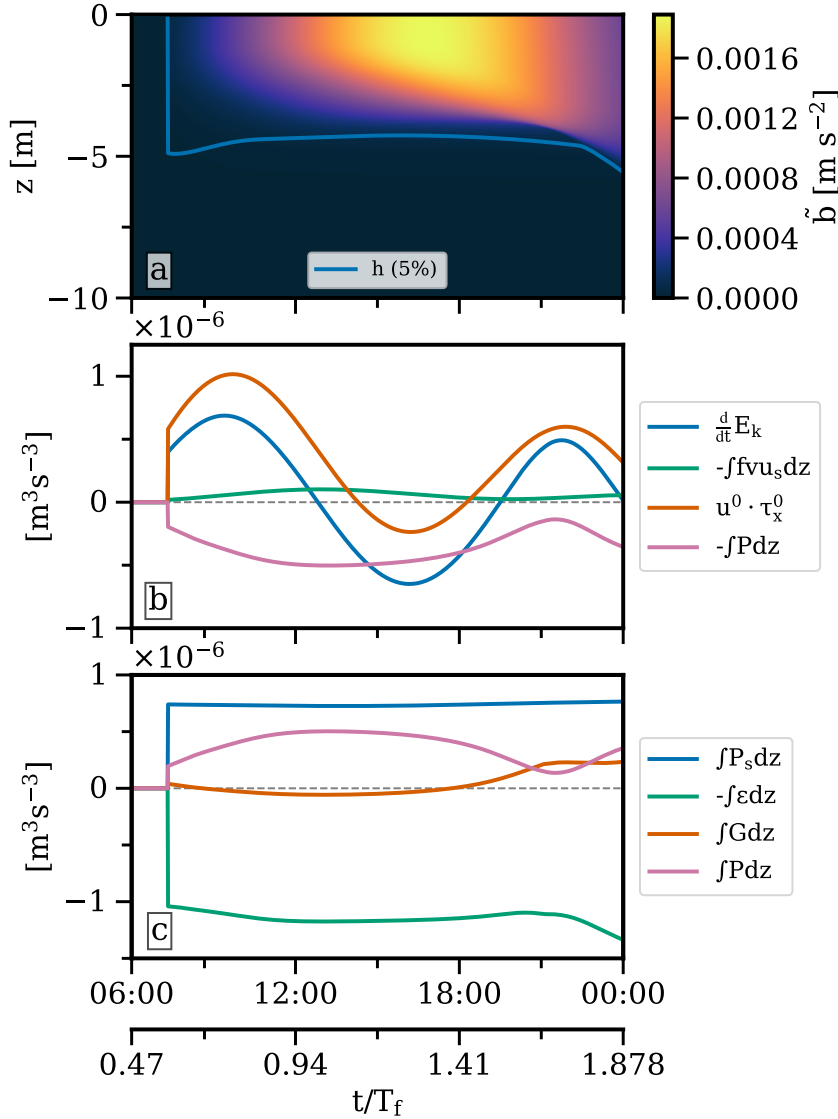 0
−5
−10
z [m]
a
h (5%)
0.0016
0.0012
0.0008
0.0004
0.0000
b̃ [m s⁻²]
×10⁻⁶
1
0
−1
[m³s⁻³]
b
d/dt Eₖ
-∫fvuₛdz
u⁰ · τₓ⁰
-∫Pdz
×10⁻⁶
1
0
−1
[m³s⁻³]
c
∫Pₛdz
-∫εdz
∫Gdz
∫Pdz
06:00 12:00 18:00 00:00
0.47 0.94 1.41 1.878
t/T_f